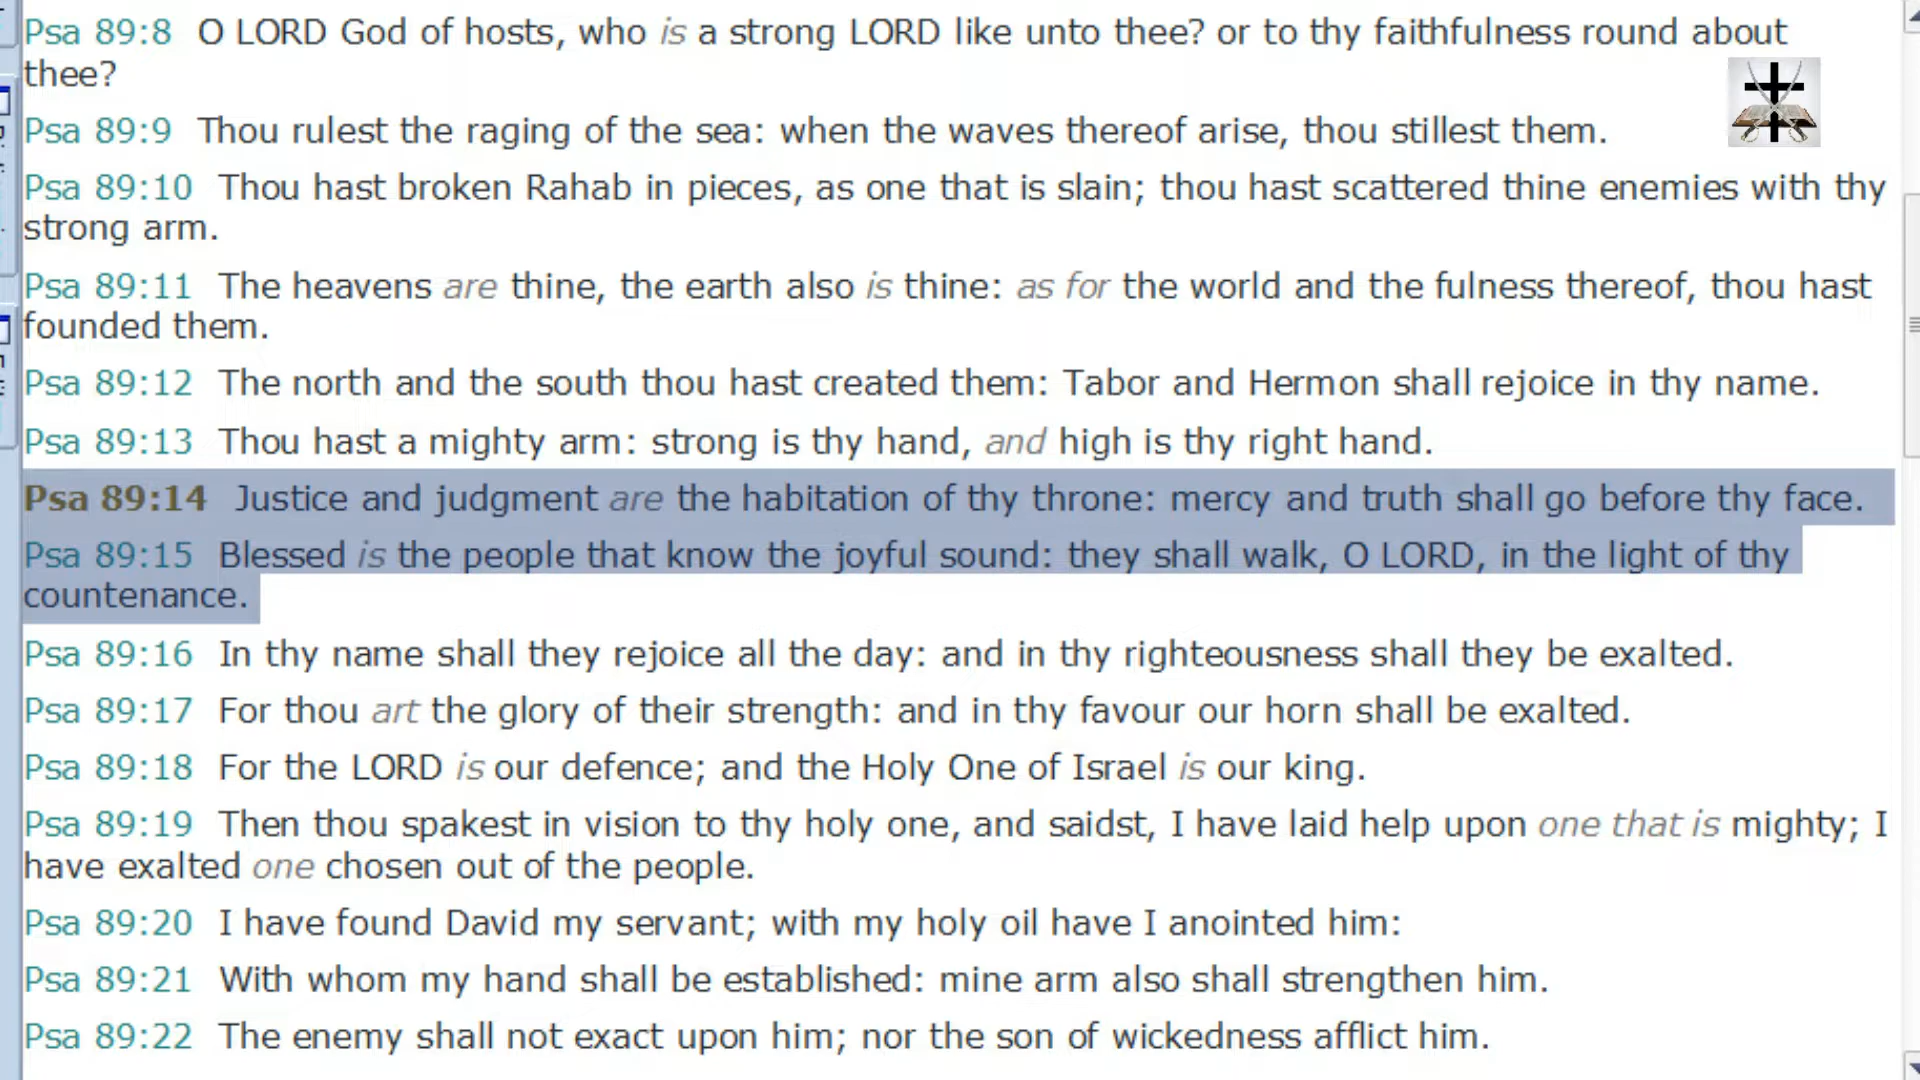 Psa 89:8 O LORD God of hosts, who is a strong LORD like unto thee? or to thy faithfulness round about
thee?
Psa 89:9 Thou rulest the raging of the sea: when the waves thereof arise, thou stillest them.
Psa 89:10 Thou hast broken Rahab in pieces, as one that is slain; thou hast scattered thine enemies with thy
strong arm.
Psa 89:11 The heavens are thine, the earth also is thine: as for the world and the fulness thereof, thou hast
founded them.
Psa 89:12 The north and the south thou hast created them: Tabor and Hermon shall rejoice in thy name.
Psa 89:13 Thou hast a mighty arm: strong is thy hand, and high is thy right hand.
Psa 89:14 Justice and judgment are the habitation of thy throne: mercy and truth shall go before thy face.
Psa 89:15 Blessed is the people that know the joyful sound: they shall walk, O LORD, in the light of thy
countenance.
Psa 89:16 In thy name shall they rejoice all the day: and in thy righteousness shall they be exalted.
Psa 89:17 For thou art the glory of their strength: and in thy favour our horn shall be exalted.
Psa 89:18 For the LORD is our defence; and the Holy One of Israel is our king.
Psa 89:19 Then thou spakest in vision to thy holy one, and saidst, I have laid help upon one that is mighty; I
have exalted one chosen out of the people.
Psa 89:20 I have found David my servant; with my holy oil have I anointed him:
Psa 89:21 With whom my hand shall be established: mine arm also shall strengthen him.
Psa 89:22 The enemy shall not exact upon him; nor the son of wickedness afflict him.